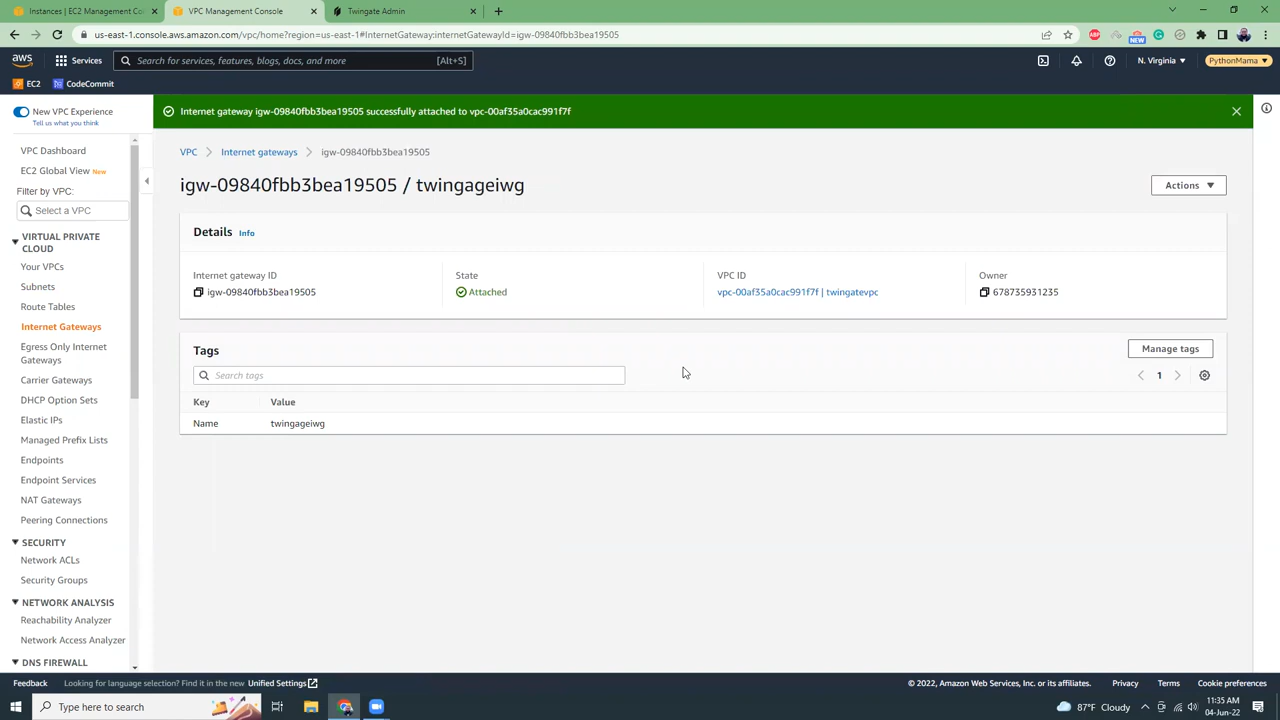 Instances | EC2 Management Co
VPC Management Console
Twingate Admin
us-east-1.console.aws.amazon.com/vpc/home?region=us-east-1#InternetGateway:internetGatewayId=igw-09840fbb3bea19505
NEW
aws
Services
Search for services, features, blogs, docs, and more
[Alt+S]
N. Virginia
PythonMama
EC2
CodeCommit
New VPC Experience
Tell us what you think
VPC Dashboard
EC2 Global View New
Filter by VPC:
Select a VPC
VIRTUAL PRIVATE
CLOUD
Your VPCs
Subnets
Route Tables
Internet Gateways
Egress Only Internet
Gateways
Carrier Gateways
DHCP Option Sets
Elastic IPs
Managed Prefix Lists
Endpoints
Endpoint Services
NAT Gateways
Peering Connections
SECURITY
Network ACLs
Security Groups
NETWORK ANALYSIS
Reachability Analyzer
Network Access Analyzer
DNS FIREWALL
Internet gateway igw-09840fbb3bea19505 successfully attached to vpc-00af35a0cac991f7f
VPC
Internet gateways
igw-09840fbb3bea19505
igw-09840fbb3bea19505 / twingageiwg
Actions
Details Info
Internet gateway ID
igw-09840fbb3bea19505
State
Attached
VPC ID
vpc-00af35a0cac991f7f | twingatevpc
Owner
678735931235
Tags
Manage tags
Search tags
1
Key
Value
Name
twingageiwg
Feedback
Looking for language selection? Find it in the new Unified Settings
© 2022, Amazon Web Services, Inc. or its affiliates.
Privacy
Terms
Cookie preferences
Type here to search
87°F Cloudy
11:35 AM
04-Jun-22